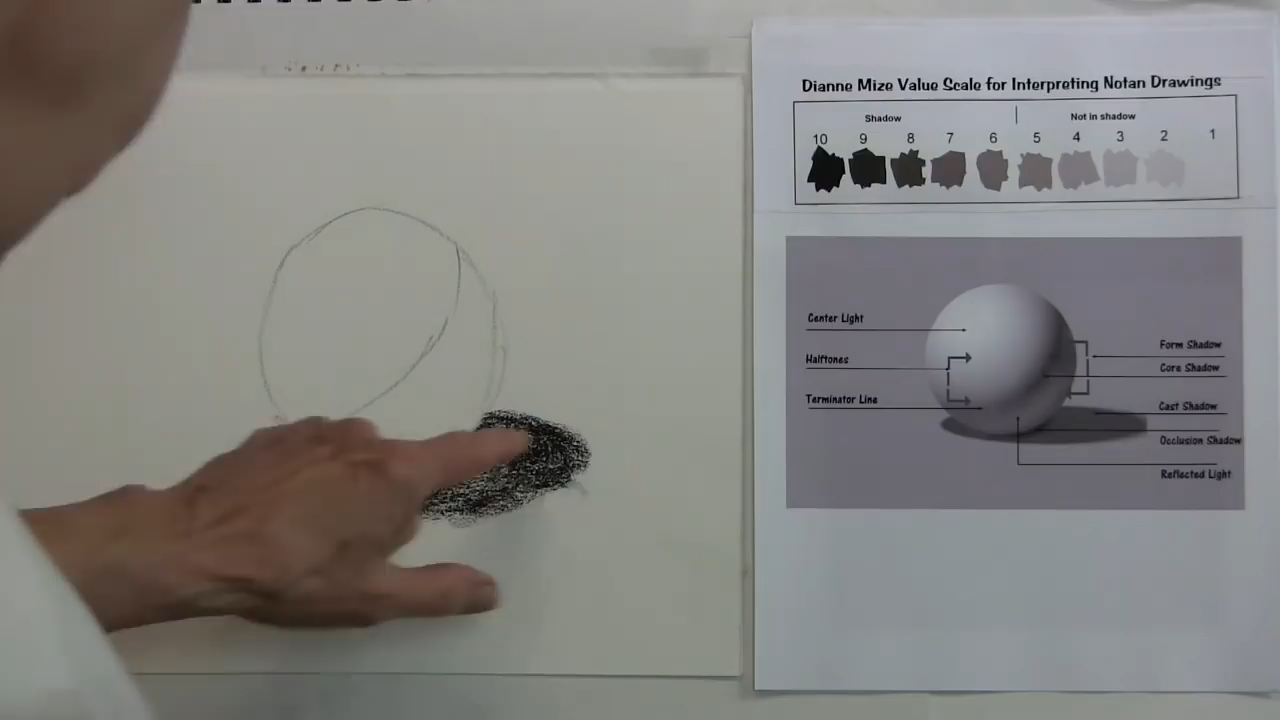 Dianne Mize Value Scale for Interpreting Notan Drawings
Shadow Not in shadow
10 9 8 7 6 5 4 3 2 1
Center Light
Halftones
Terminator Line
Form Shadow
Core Shadow
Cast Shadow
Occlusion Shadow
Reflected Light